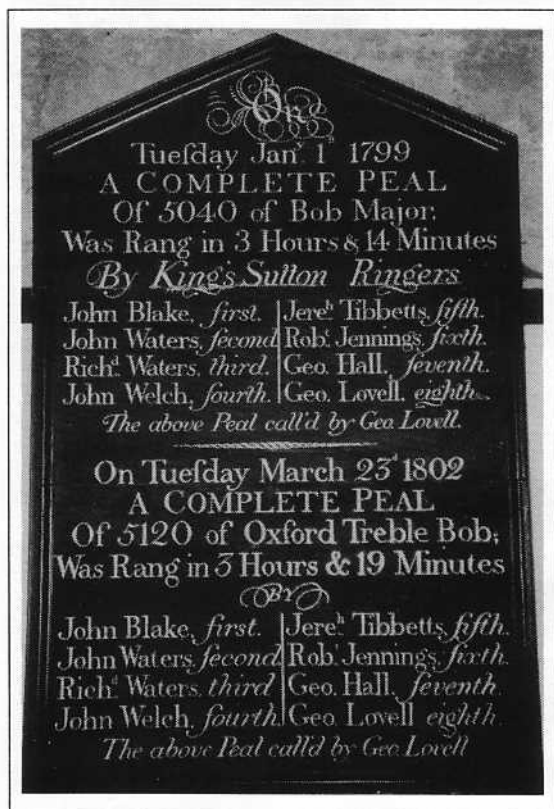 On
Tueſday Janʸ. 1ˢᵗ 1799
A COMPLETE PEAL
Of 5040 of Bob Major;
Was Rang in 3 Hours & 14 Minutes
By King's Sutton Ringers
John Blake, firſt. Jereʰ Tibbetts, fifth.
John Waters, ſecond Robᵗ. Jennings, ſixth.
Richᵈ Waters, third. Geo. Hall, ſeventh.
John Welch, fourth. Geo. Lovell, eighth.
The above Peal call'd by Geo. Lovell.
On Tueſday March 23ᵈ 1802
A COMPLETE PEAL
Of 5120 of Oxford Treble Bob;
Was Rang in 3 Hours & 19 Minutes
BY
John Blake, firſt. Jereʰ Tibbetts, fifth.
John Waters, ſecond Robᵗ Jennings, ſixth.
Richᵈ Waters, third Geo. Hall, ſeventh.
John Welch, fourth Geo. Lovell eighth.
The above Peal call'd by Geo. Lovell